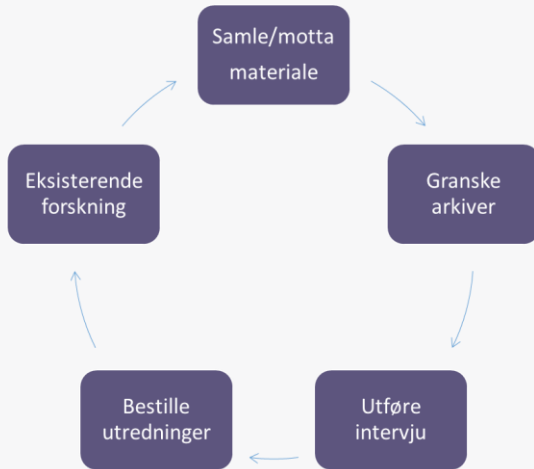 Samle/motta
materiale
Granske
arkiver
Utføre
intervju
Bestille
utredninger
Eksisterende
forskning